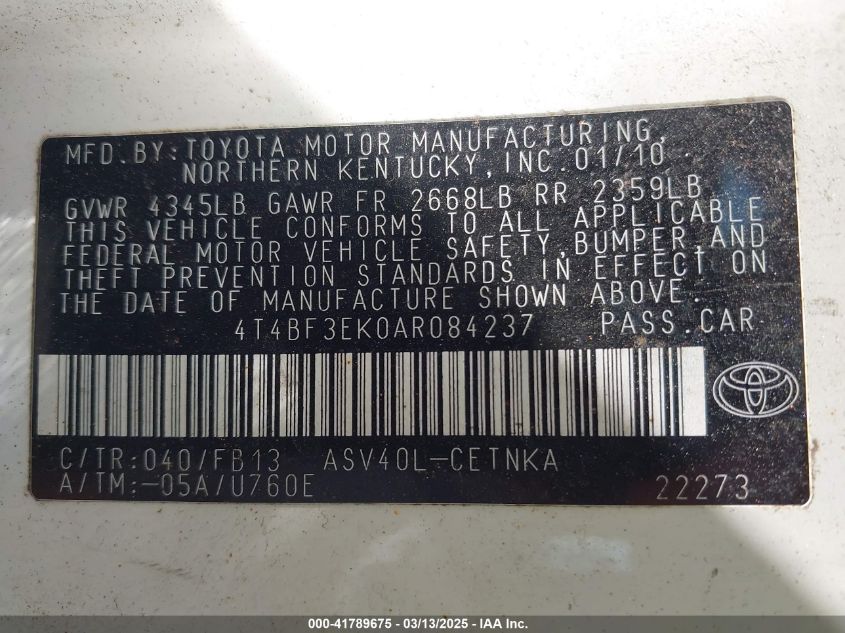 MFD.BY:TOYOTA MOTOR MANUFACTURING,
NORTHERN KENTUCKY,INC.01/10
GVWR 4345LB GAWR FR 2668LB RR 2359LB
THIS VEHICLE CONFORMS TO ALL APPLICABLE
FEDERAL MOTOR VEHICLE SAFETY,BUMPER,AND
THEFT PREVENTION STANDARDS IN EFFECT ON
THE DATE OF MANUFACTURE SHOWN ABOVE.
4T4BF3EK0AR084237 PASS.CAR
C/TR:040/FB13 ASV40L-CETNKA
A/TM:-05A/U760E 22273
000-41789675 - 03/13/2025 - IAA Inc.